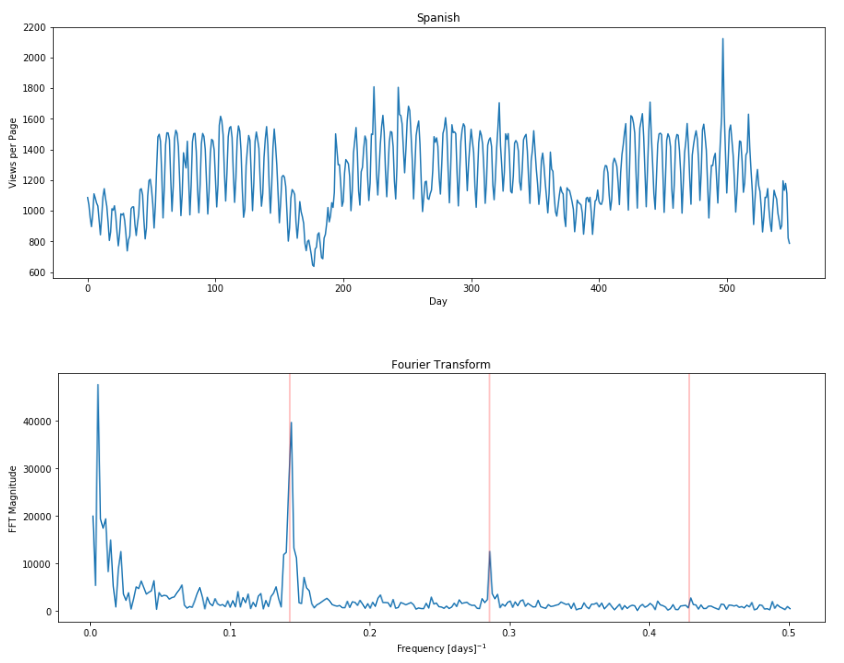 Spanish
2200
2000
1800
1600
1400
1200
1000
800
600
Views per Page
0 100 200 300 400 500
Day
Fourier Transform
40000
30000
20000
10000
0
FFT Magnitude
0.0 0.1 0.2 0.3 0.4 0.5
Frequency [days]⁻¹